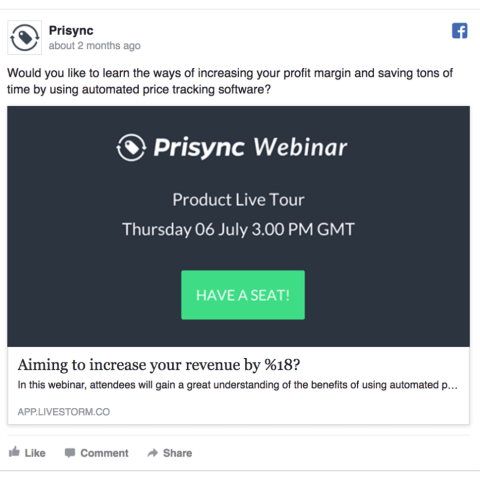 Prisync
about 2 months ago
Would you like to learn the ways of increasing your profit margin and saving tons of
time by using automated price tracking software?
Prisync Webinar
Product Live Tour
Thursday 06 July 3.00 PM GMT
HAVE A SEAT!
Aiming to increase your revenue by %18?
In this webinar, attendees will gain a great understanding of the benefits of using automated p...
APP.LIVESTORM.CO
Like Comment Share